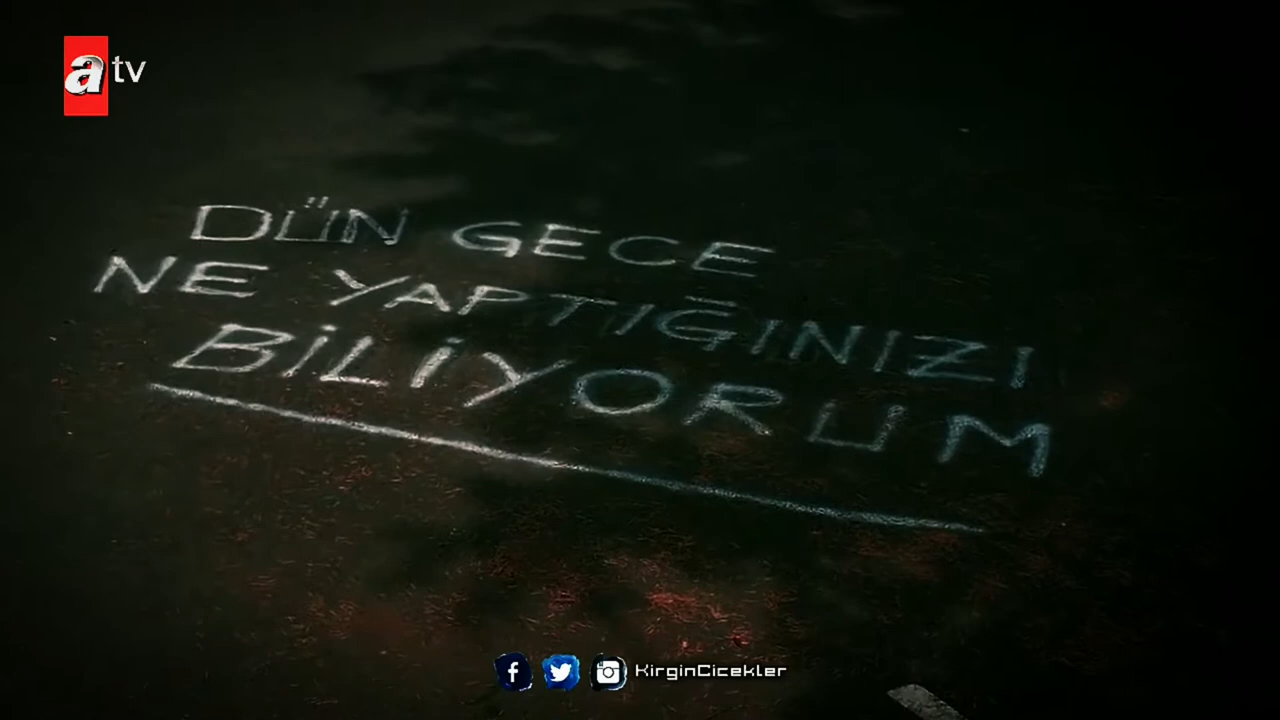 atv
DÜN GECE
NE YAPTIĞINIZI
BİLİYORUM
KirginCicekler